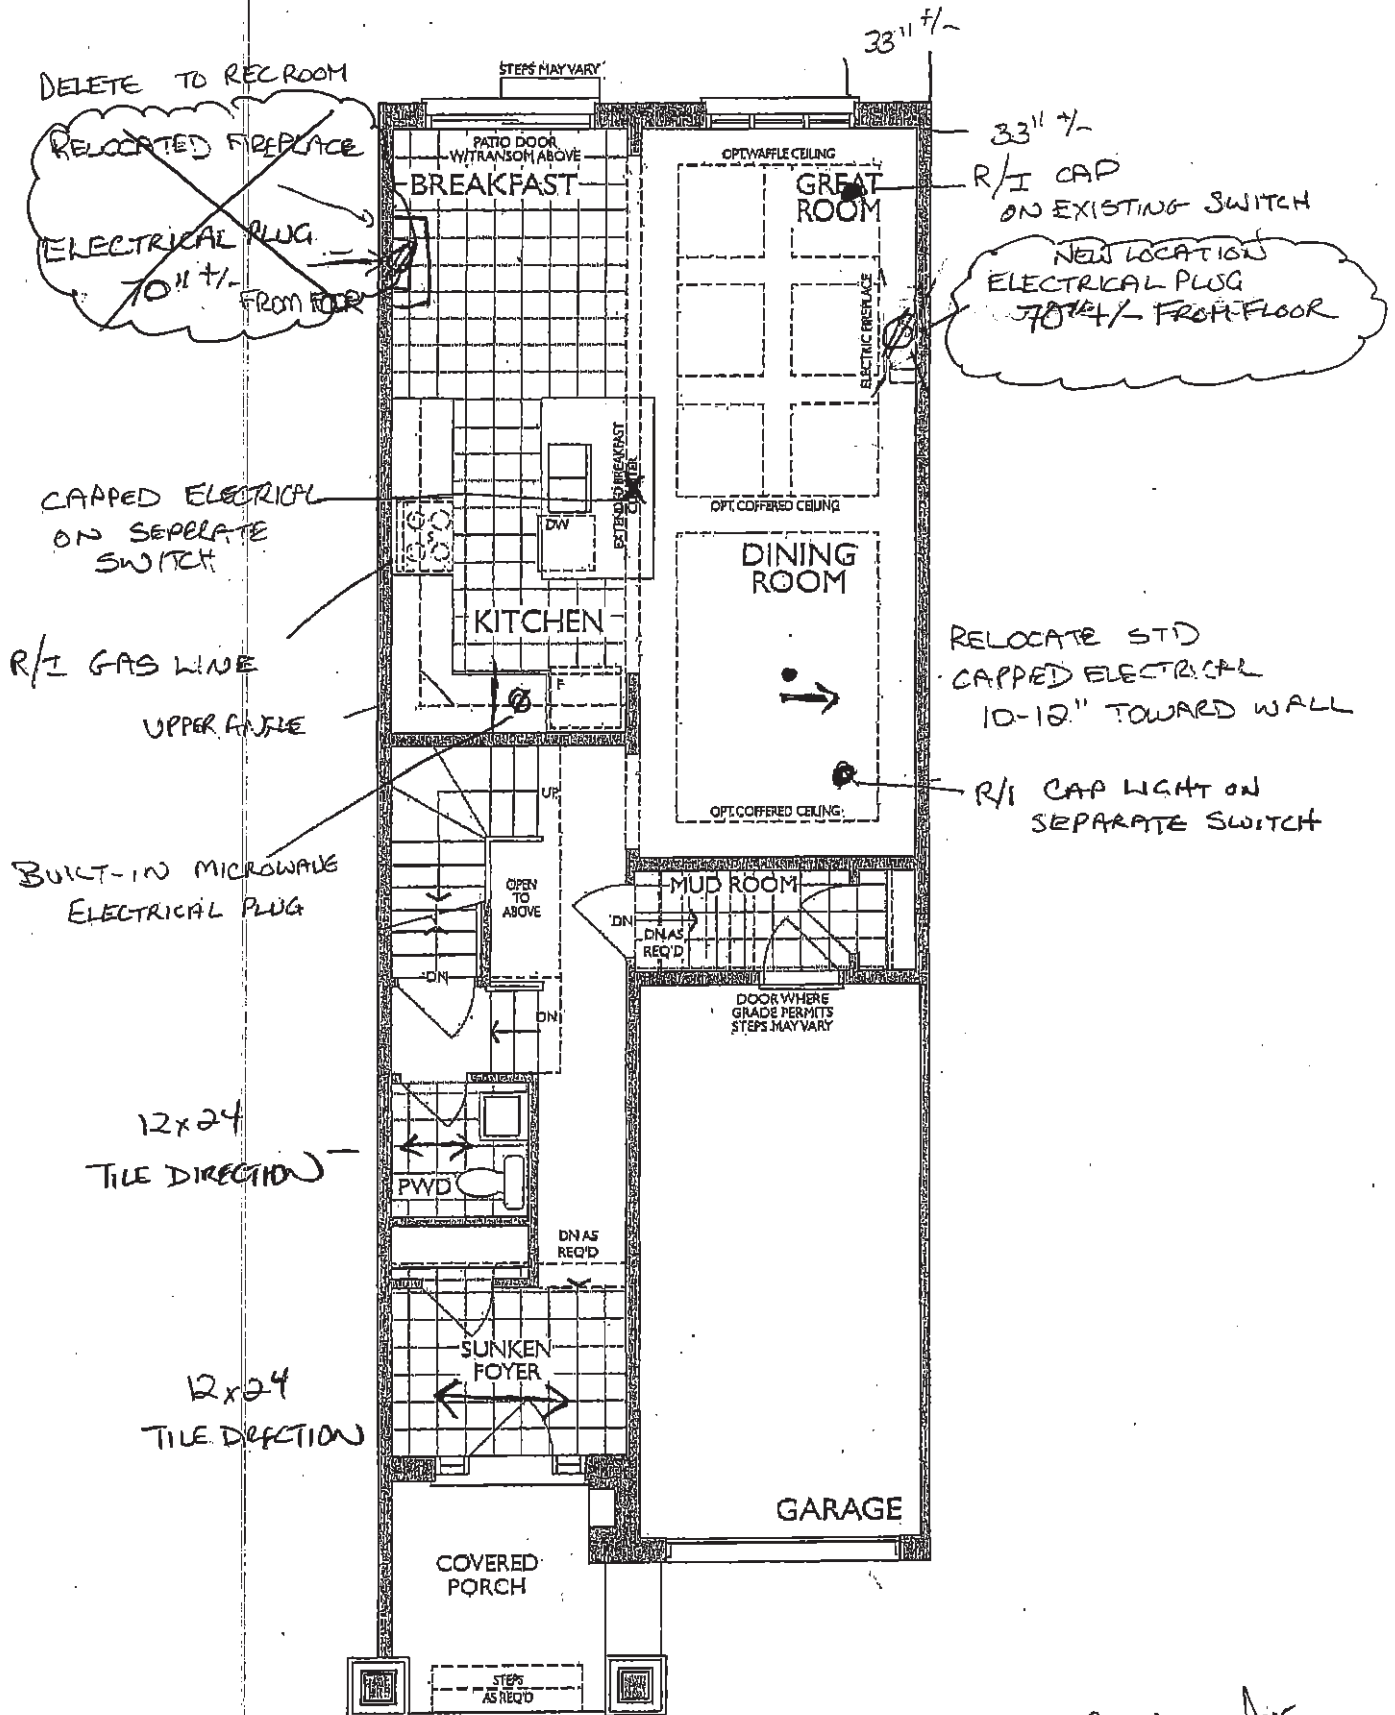 33" +/-
DELETE TO REC ROOM
RELOCATED FIREPLACE
ELECTRICAL PLUG
70" +/-
FROM FLOOR
STEPS MAY VARY
PATIO DOOR
W/TRANSOM ABOVE
BREAKFAST
OPT. WAFFLE CEILING
GREAT
ROOM
33" +/-
R/I CAP
ON EXISTING SWITCH
NEW LOCATION
ELECTRICAL PLUG
70" +/- FROM FLOOR
ELECTRIC FIREPLACE
CAPPED ELECTRICAL
ON SEPERATE
SWITCH
EXTENDED BREAKFAST
COUNTER
DW
S
OPT. COFFERED CEILING
DINING
ROOM
KITCHEN
R/I GAS LINE
UPPER ANGLE
F
RELOCATE STD
CAPPED ELECTRICAL
10-12" TOWARD WALL
R/I CAP LIGHT ON
SEPARATE SWITCH
OPT. COFFERED CEILING
UP
BUILT-IN MICROWAVE
ELECTRICAL PLUG
OPEN
TO
ABOVE
MUD ROOM
DN
DN AS
REQ'D
DN
DN
DOOR WHERE
GRADE PERMITS
STEPS MAY VARY
12x24
TILE DIRECTION
PWD
DN AS
REQ'D
SUNKEN
FOYER
12x24
TILE DIRECTION
GARAGE
COVERED
PORCH
STEPS
AS REQ'D